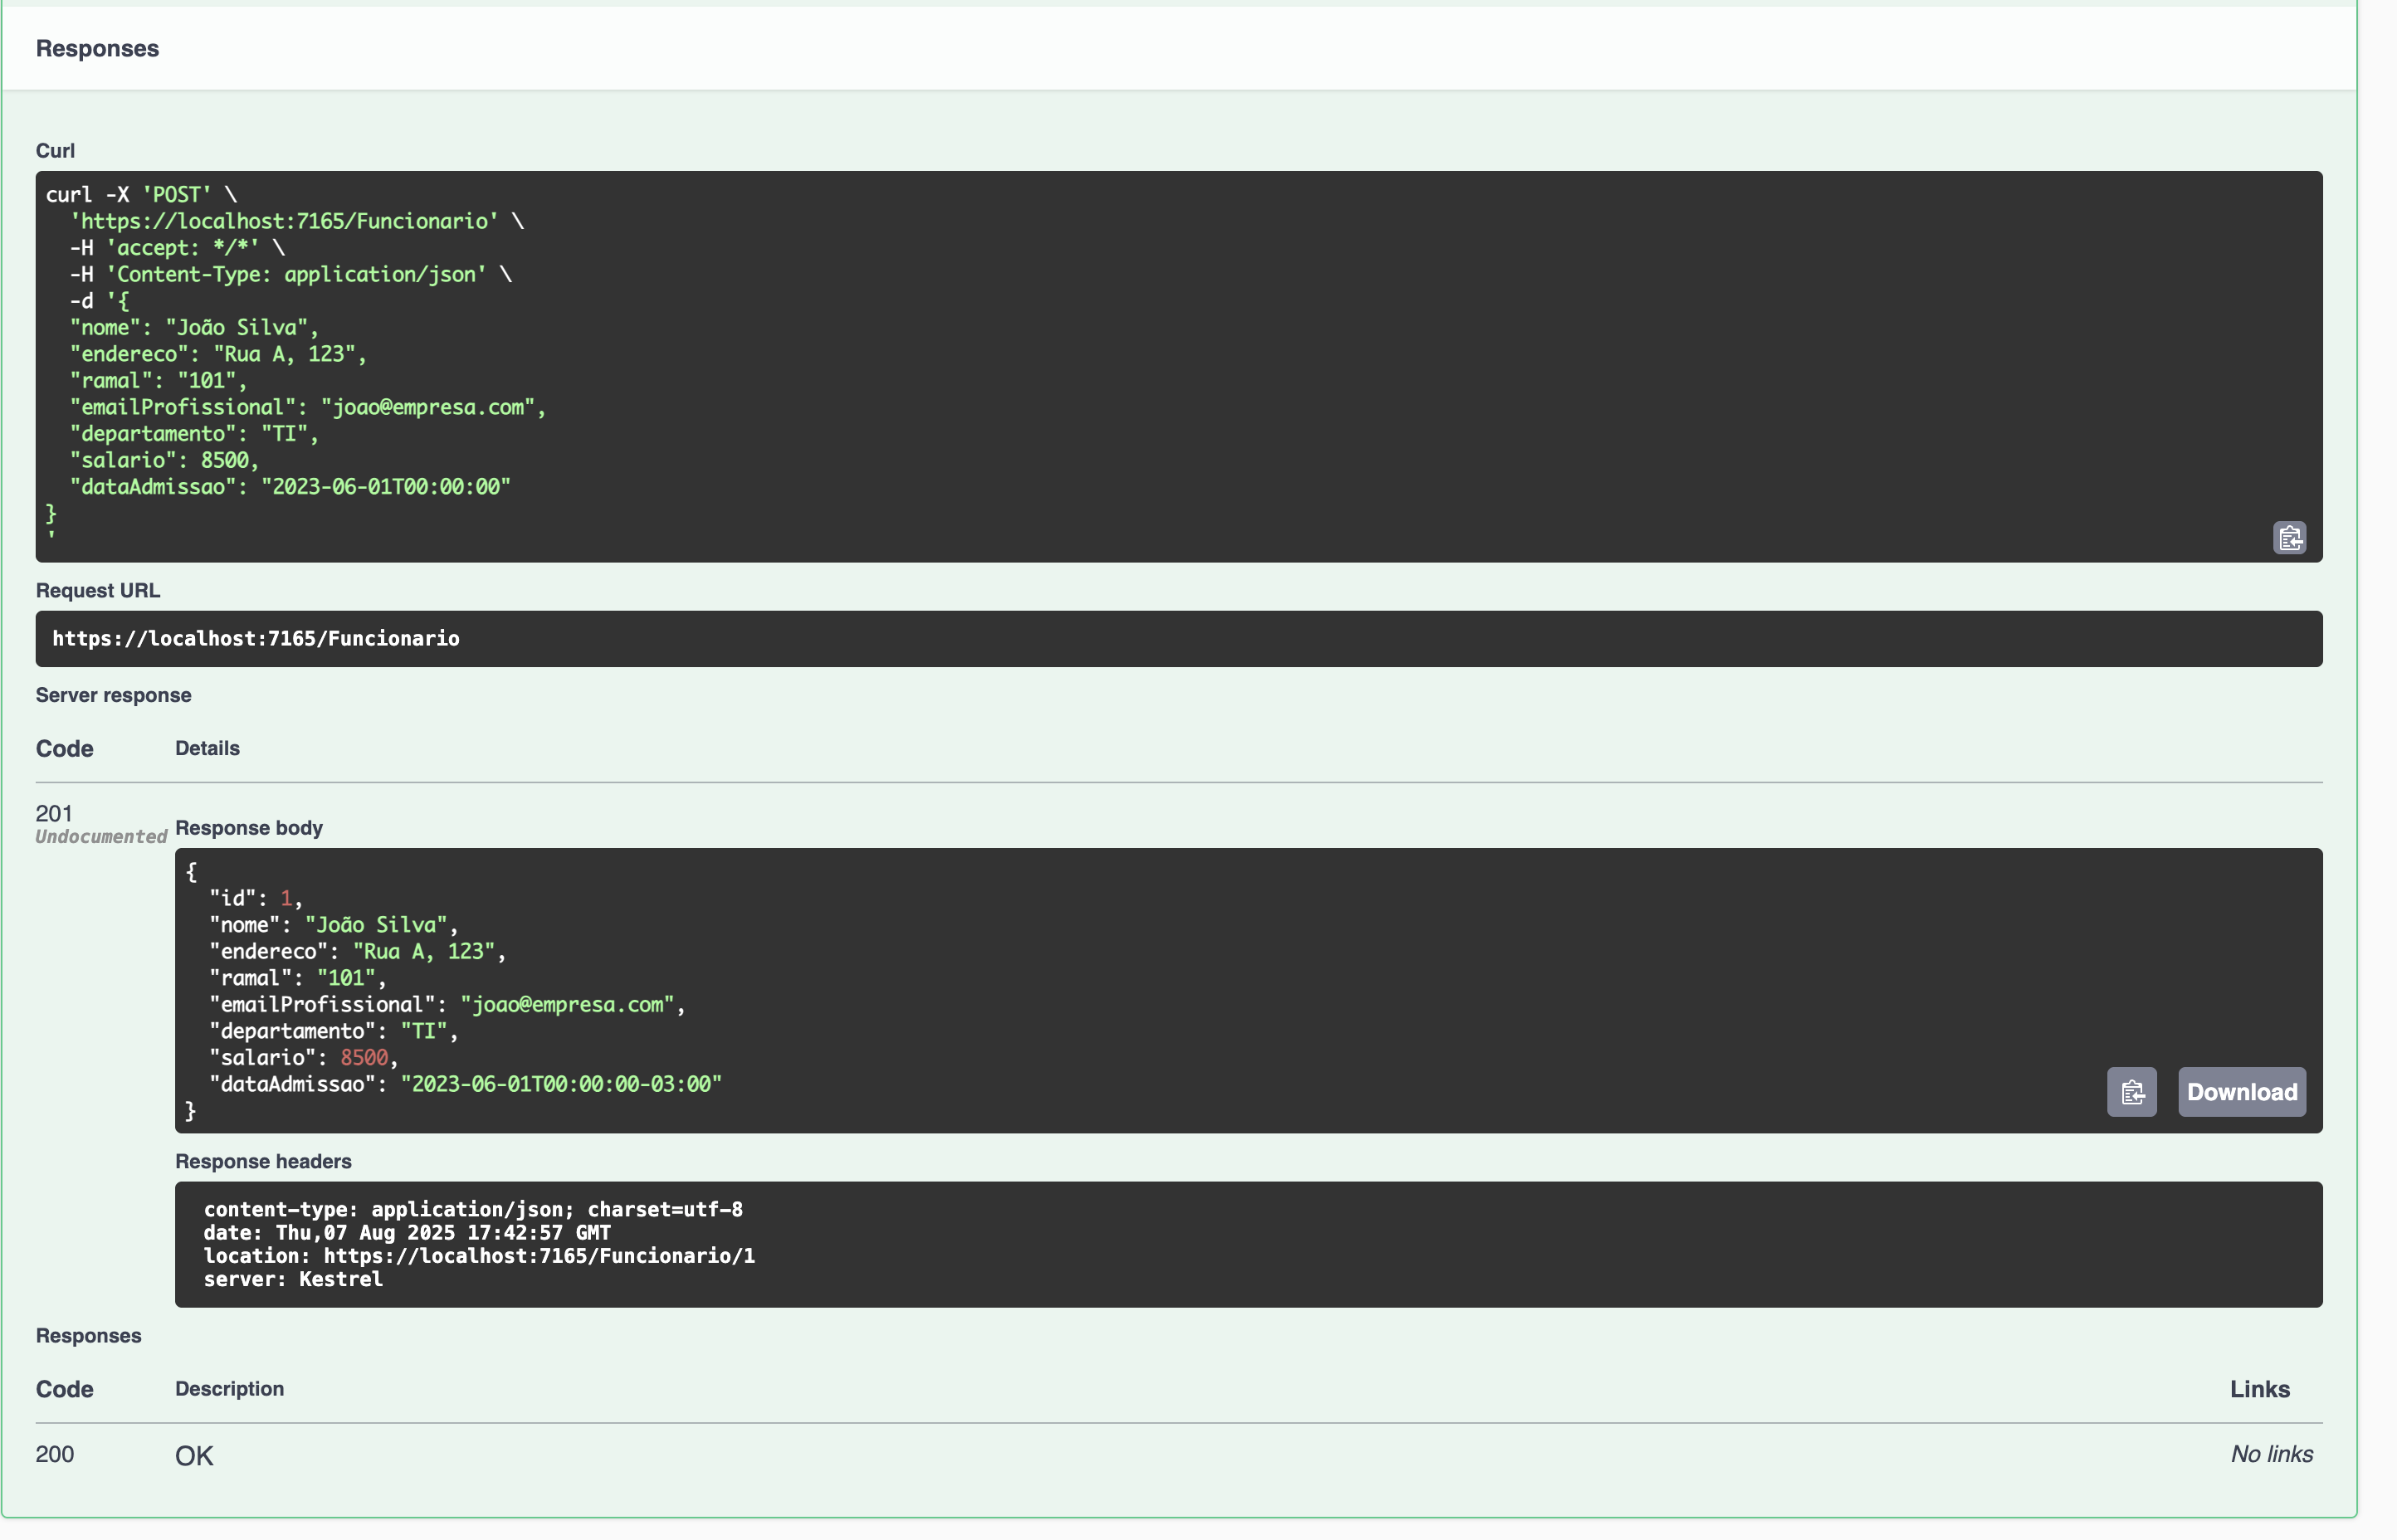 Responses
Curl
curl -X 'POST' \
  'https://localhost:7165/Funcionario' \
  -H 'accept: */*' \
  -H 'Content-Type: application/json' \
  -d '{
  "nome": "João Silva",
  "endereco": "Rua A, 123",
  "ramal": "101",
  "emailProfissional": "joao@empresa.com",
  "departamento": "TI",
  "salario": 8500,
  "dataAdmissao": "2023-06-01T00:00:00"
}
'
Request URL
https://localhost:7165/Funcionario
Server response
Code Details
201
Undocumented
Response body
{
  "id": 1,
  "nome": "João Silva",
  "endereco": "Rua A, 123",
  "ramal": "101",
  "emailProfissional": "joao@empresa.com",
  "departamento": "TI",
  "salario": 8500,
  "dataAdmissao": "2023-06-01T00:00:00-03:00"
}
Download
Response headers
content-type: application/json; charset=utf-8
date: Thu,07 Aug 2025 17:42:57 GMT
location: https://localhost:7165/Funcionario/1
server: Kestrel
Responses
Code Description Links
200 OK No links